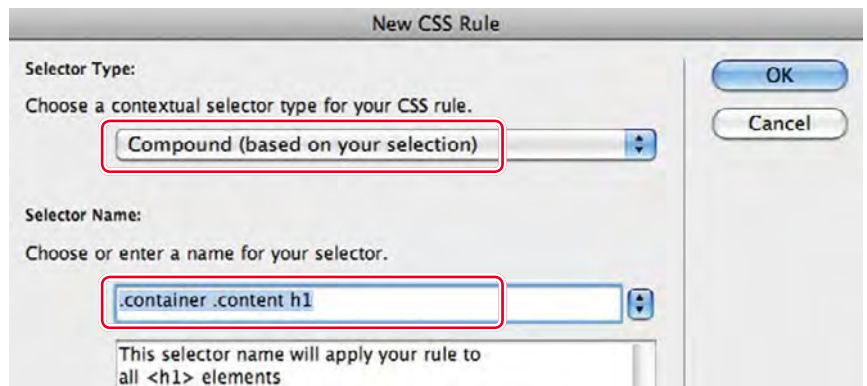 New CSS Rule
Selector Type:
OK
Choose a contextual selector type for your CSS rule.
Cancel
Compound (based on your selection)
Selector Name:
Choose or enter a name for your selector.
.container .content h1
This selector name will apply your rule to
all <h1> elements